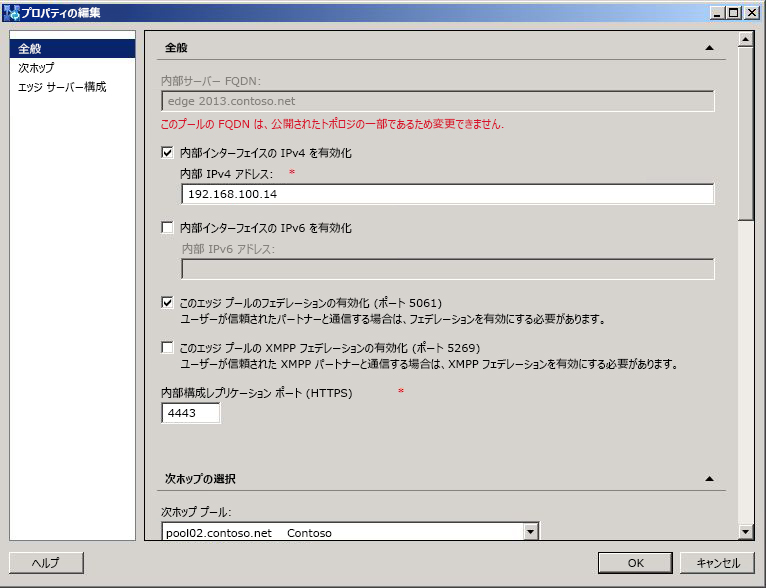 プロパティの編集
全般
次ホップ
エッジ サーバー構成
全般
内部サーバー FQDN:
edge 2013.contoso.net
このプールの FQDN は、公開されたトポロジの一部であるため変更できません.
内部インターフェイスの IPv4 を有効化
内部 IPv4 アドレス: *
192.168.100.14
内部インターフェイスの IPv6 を有効化
内部 IPv6 アドレス:
このエッジ プールのフェデレーションの有効化 (ポート 5061)
ユーザーが信頼されたパートナーと通信する場合は、フェデレーションを有効にする必要があります。
このエッジ プールの XMPP フェデレーションの有効化 (ポート 5269)
ユーザーが信頼された XMPP パートナーと通信する場合は、XMPP フェデレーションを有効にする必要があります。
内部構成レプリケーション ポート (HTTPS) *
4443
次ホップの選択
次ホップ プール:
pool02.contoso.net Contoso
ヘルプ
OK
キャンセル